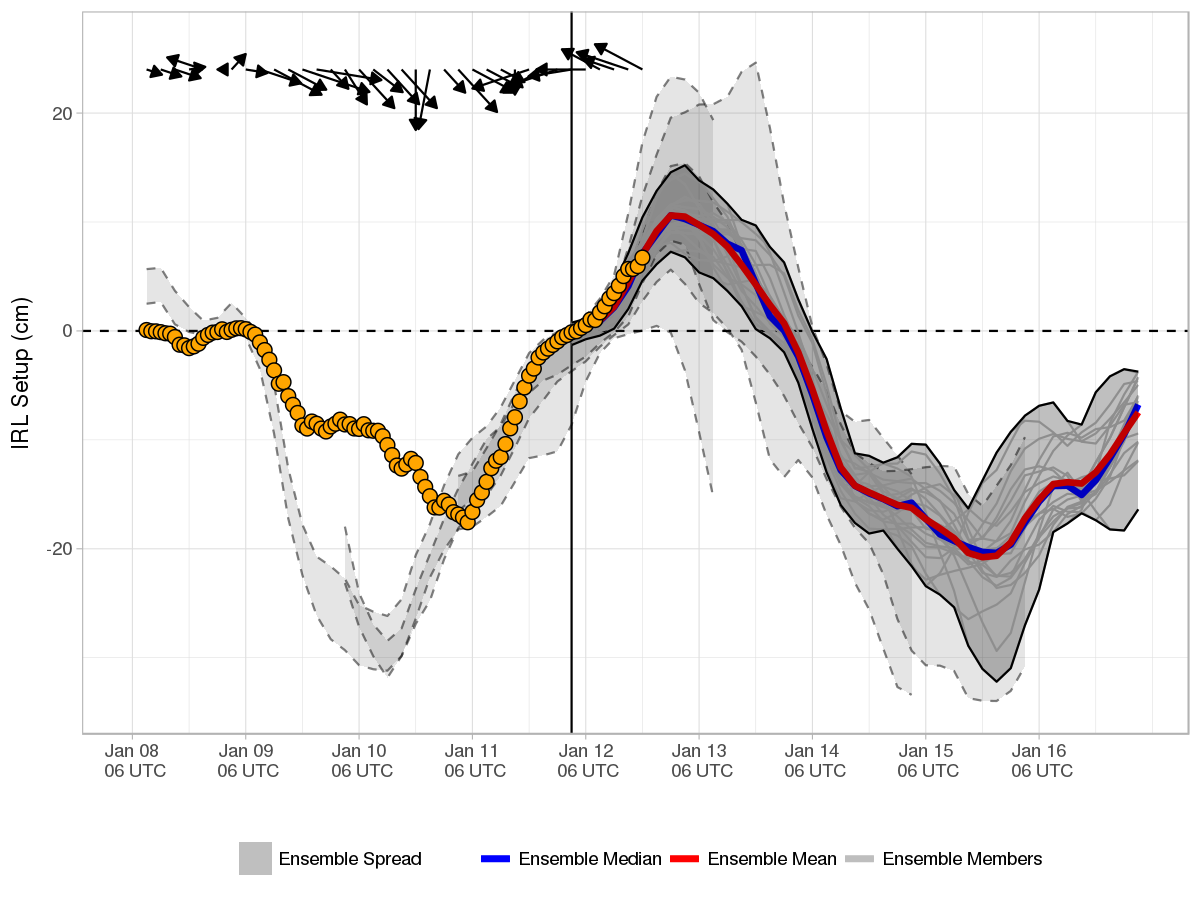 20
0
-20
IRL Setup (cm)
Jan 08 Jan 09 Jan 10 Jan 11 Jan 12 Jan 13 Jan 14 Jan 15 Jan 16
06 UTC 06 UTC 06 UTC 06 UTC 06 UTC 06 UTC 06 UTC 06 UTC 06 UTC
Ensemble Spread Ensemble Median Ensemble Mean Ensemble Members